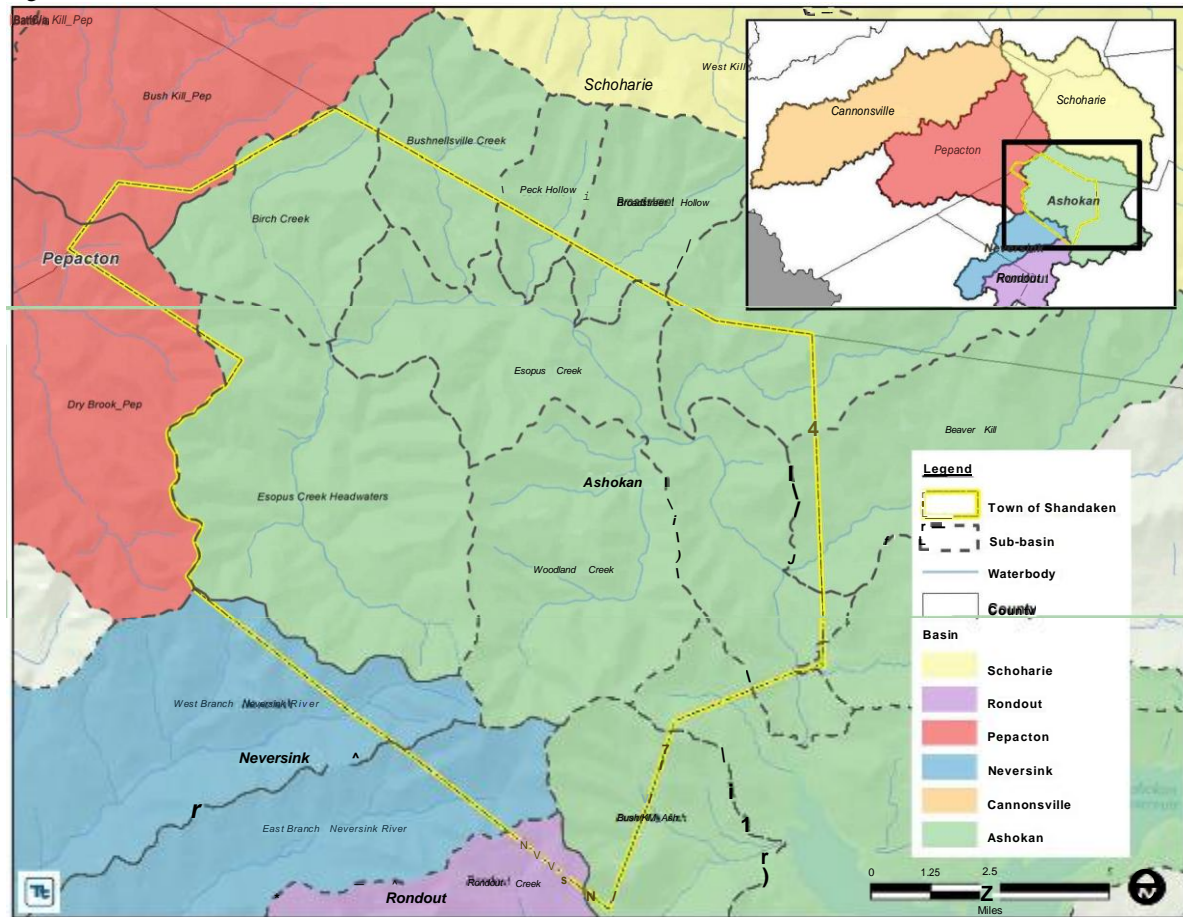 Bush Kill_Pep
Schoharie
West Kill
Bushnellsville Creek
Peck Hollow
Hollow
Birch Creek
Pepacton
Esopus Creek
Dry Brook_Pep
Beaver Kill
Ashokan
Esopus Creek Headwaters
Woodland Creek
West Branch Neversink River
Neversink
East Branch Neversink River
Rondout Creek
Rondout
Cannonsville
Schoharie
Pepacton
Ashokan
Neversink
Rondout
Legend
Town of Shandaken
Sub-basin
Waterbody
County
Basin
Schoharie
Rondout
Pepacton
Neversink
Cannonsville
Ashokan
0 1.25 2.5 5
Miles